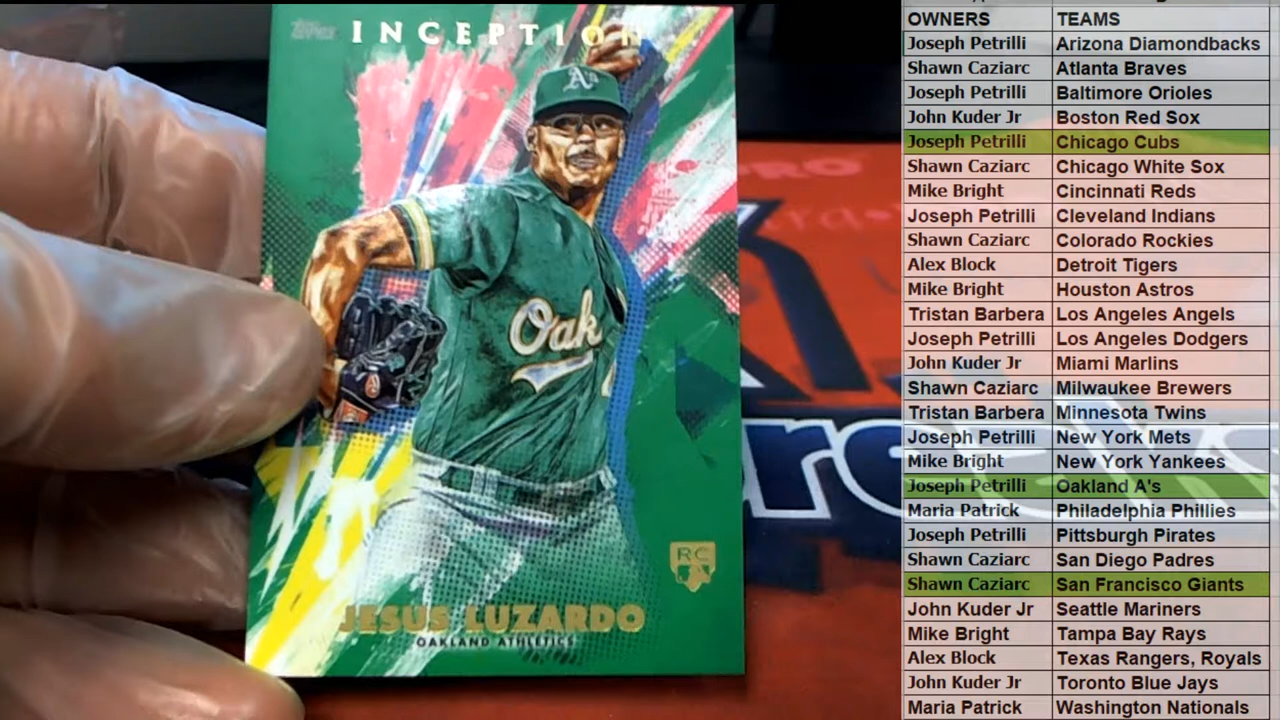 Topps INCEPTION
A's
Oak
RC
JESUS LUZARDO
OAKLAND ATHLETICS
PRO
OWNERS TEAMS
Joseph Petrilli Arizona Diamondbacks
Shawn Caziarc Atlanta Braves
Joseph Petrilli Baltimore Orioles
John Kuder Jr Boston Red Sox
Joseph Petrilli Chicago Cubs
Shawn Caziarc Chicago White Sox
Mike Bright Cincinnati Reds
Joseph Petrilli Cleveland Indians
Shawn Caziarc Colorado Rockies
Alex Block Detroit Tigers
Mike Bright Houston Astros
Tristan Barbera Los Angeles Angels
Joseph Petrilli Los Angeles Dodgers
John Kuder Jr Miami Marlins
Shawn Caziarc Milwaukee Brewers
Tristan Barbera Minnesota Twins
Joseph Petrilli New York Mets
Mike Bright New York Yankees
Joseph Petrilli Oakland A's
Maria Patrick Philadelphia Phillies
Joseph Petrilli Pittsburgh Pirates
Shawn Caziarc San Diego Padres
Shawn Caziarc San Francisco Giants
John Kuder Jr Seattle Mariners
Mike Bright Tampa Bay Rays
Alex Block Texas Rangers, Royals
John Kuder Jr Toronto Blue Jays
Maria Patrick Washington Nationals